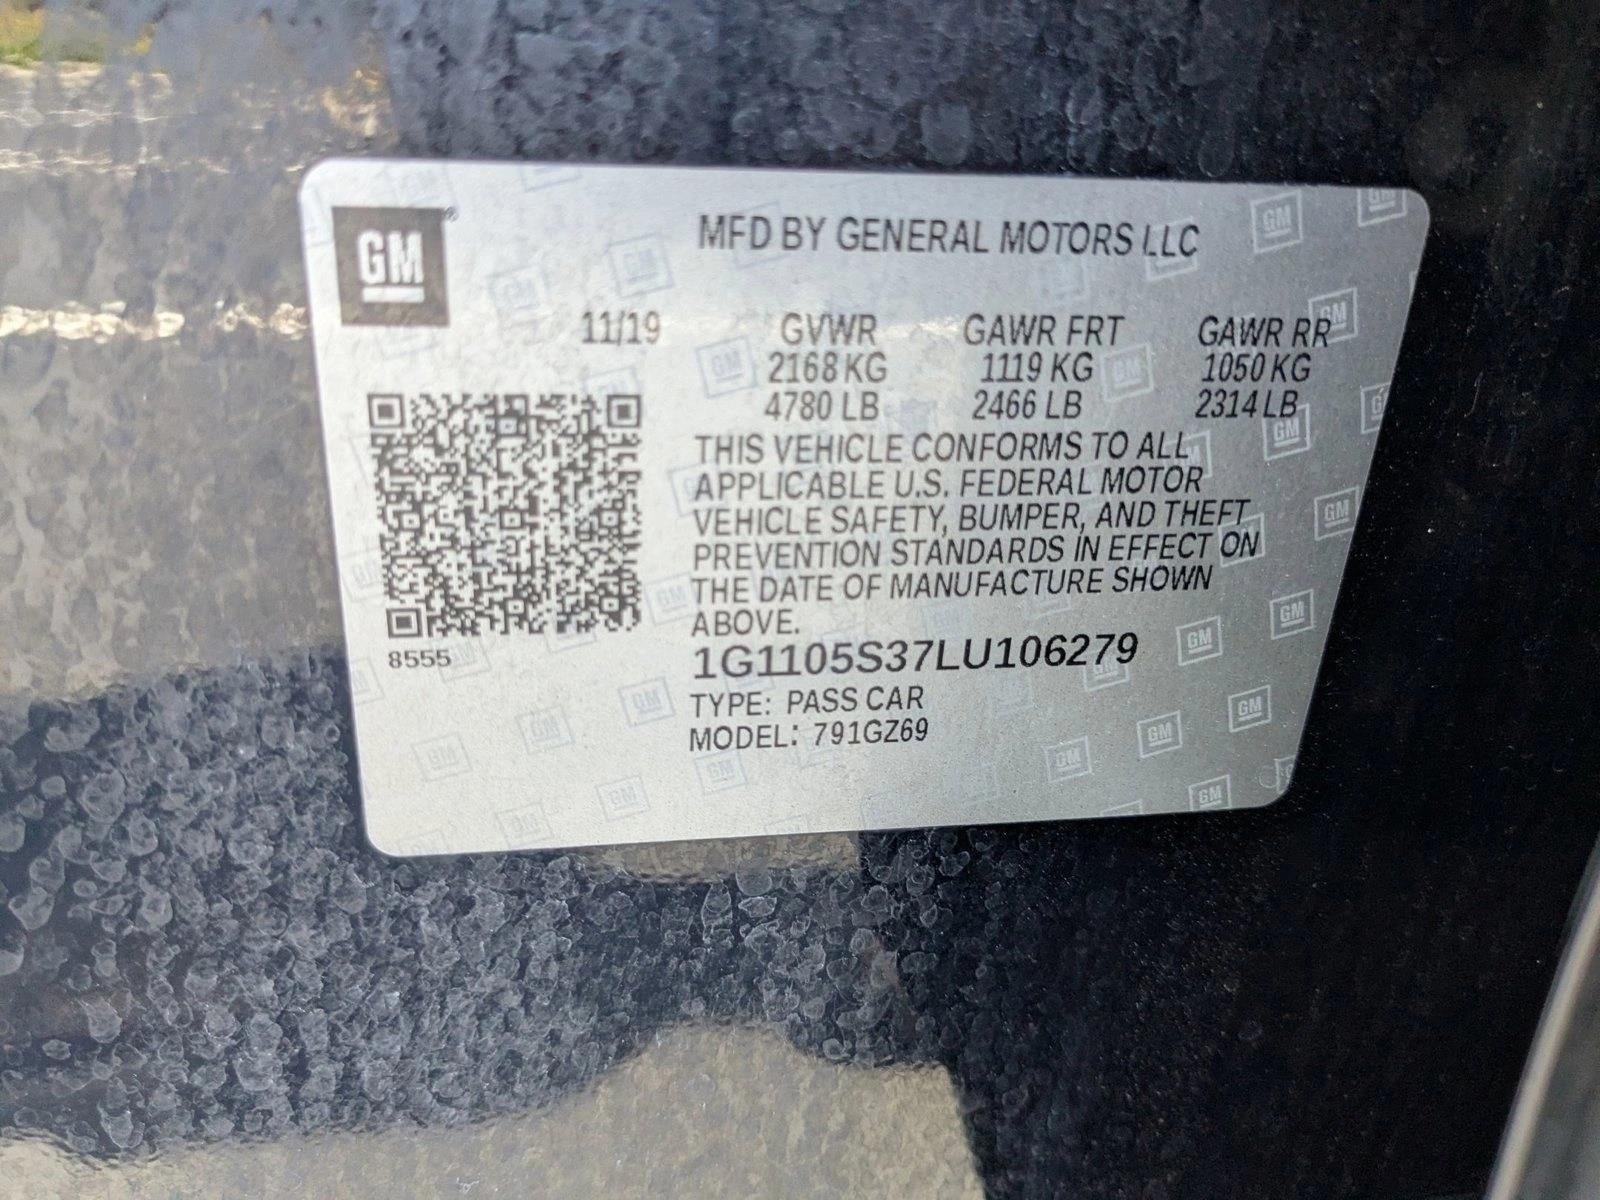 GM®
MFD BY GENERAL MOTORS LLC
11/19 GVWR GAWR FRT GAWR RR
2168 KG 1119 KG 1050 KG
4780 LB 2466 LB 2314 LB
THIS VEHICLE CONFORMS TO ALL
APPLICABLE U.S. FEDERAL MOTOR
VEHICLE SAFETY, BUMPER, AND THEFT
PREVENTION STANDARDS IN EFFECT ON
THE DATE OF MANUFACTURE SHOWN
ABOVE.
8555
1G1105S37LU106279
TYPE: PASS CAR
MODEL: 791GZ69